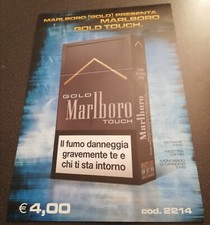 MARLBORO [GOLD] PRESENTA
MARLBORO
GOLD TOUCH
GOLD
Marlboro
TOUCH
Il fumo danneggia
gravemente te e
chi ti sta intorno
€ 4,00
cod. 2214